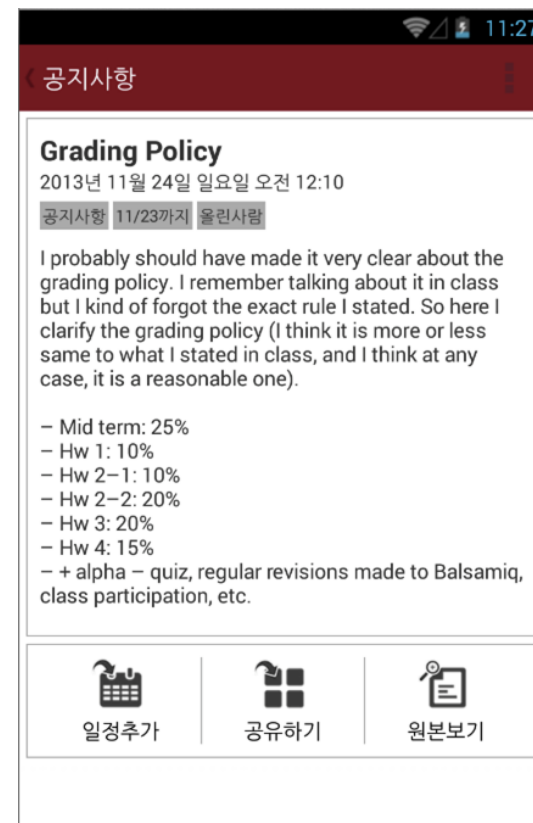 11:27
공지사항
Grading Policy
2013년 11월 24일 일요일 오전 12:10
공지사항 11/23까지 올린사람
I probably should have made it very clear about the
grading policy. I remember talking about it in class
but I kind of forgot the exact rule I stated. So here I
clarify the grading policy (I think it is more or less
same to what I stated in class, and I think at any
case, it is a reasonable one).
– Mid term: 25%
– Hw 1: 10%
– Hw 2–1: 10%
– Hw 2–2: 20%
– Hw 3: 20%
– Hw 4: 15%
– + alpha – quiz, regular revisions made to Balsamiq,
class participation, etc.
일정추가 공유하기 원본보기